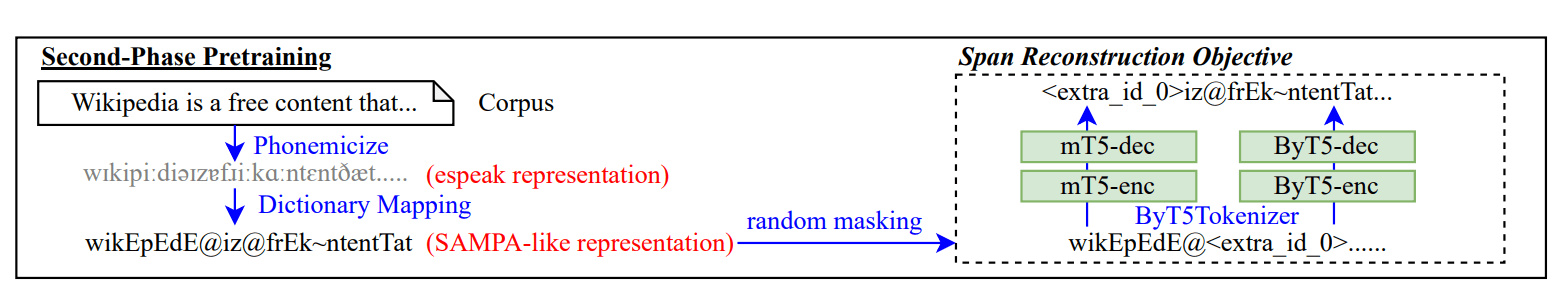 Second-Phase Pretraining
Wikipedia is a free content that...
Corpus
Phonemicize
wɪkipiːdiəɪzɐfɹiːkɑːntɛntðæt.....
(espeak representation)
Dictionary Mapping
wikEpEdE@iz@frEk~ntentTat
(SAMPA-like representation)
random masking
Span Reconstruction Objective
<extra_id_0>iz@frEk~ntentTat...
mT5-dec
ByT5-dec
mT5-enc
ByT5-enc
ByT5Tokenizer
wikEpEdE@<extra_id_0>......